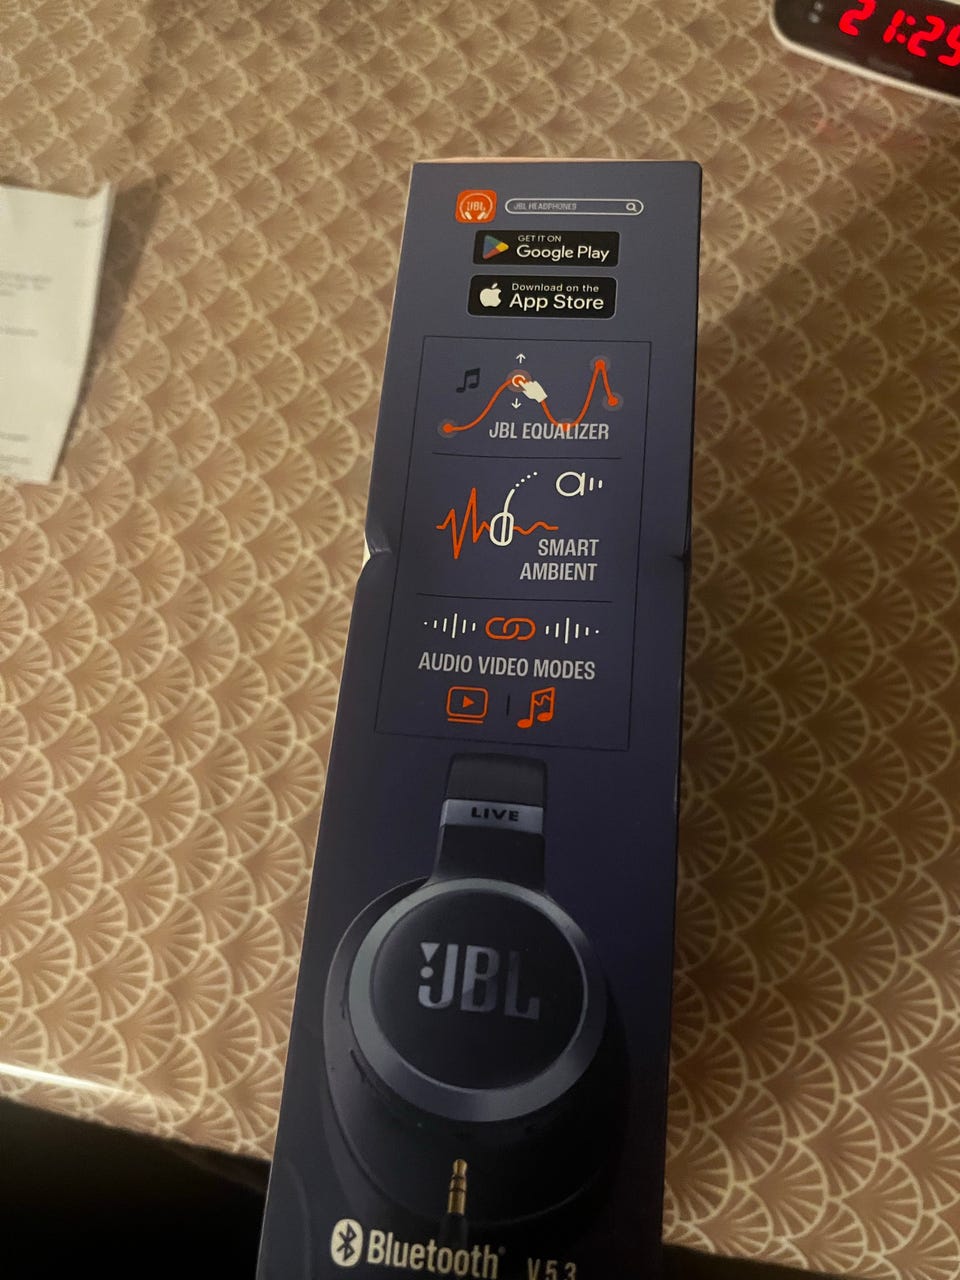 21:29
JBL
JBL HEADPHONES
GET IT ON
Google Play
Download on the
App Store
JBL EQUALIZER
SMART
AMBIENT
AUDIO VIDEO MODES
LIVE
JBL
Bluetooth® V 5.3